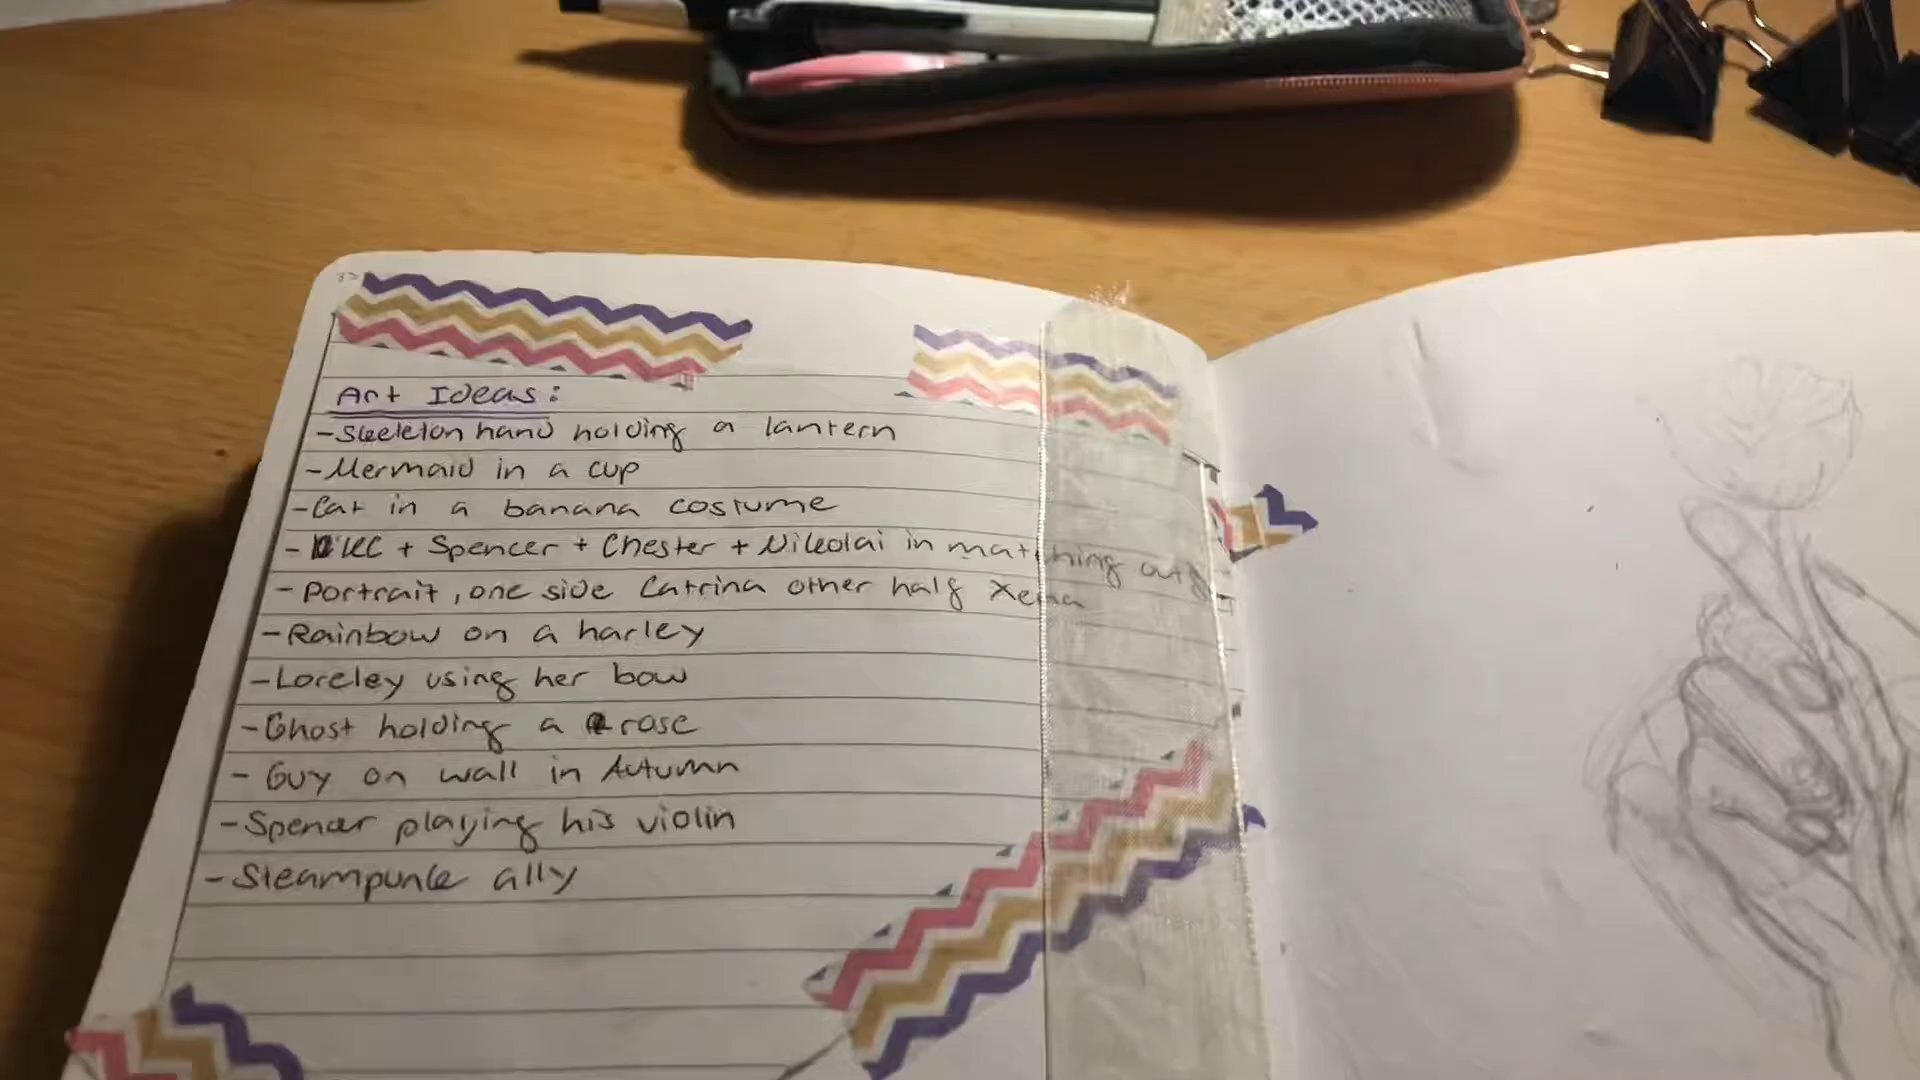 Art Ideas:
-Skeleton hand holding a lantern
-Mermaid in a cup
-Cat in a banana costume
- + Spencer + Chester + Nikolai in matching
-Portrait, one side Catrina other half Xena
-Rainbow on a harley
-Loreley using her bow
-Ghost holding a rose
- Guy on wall in Autumn
-Spencer playing his violin
-Steampunk ally